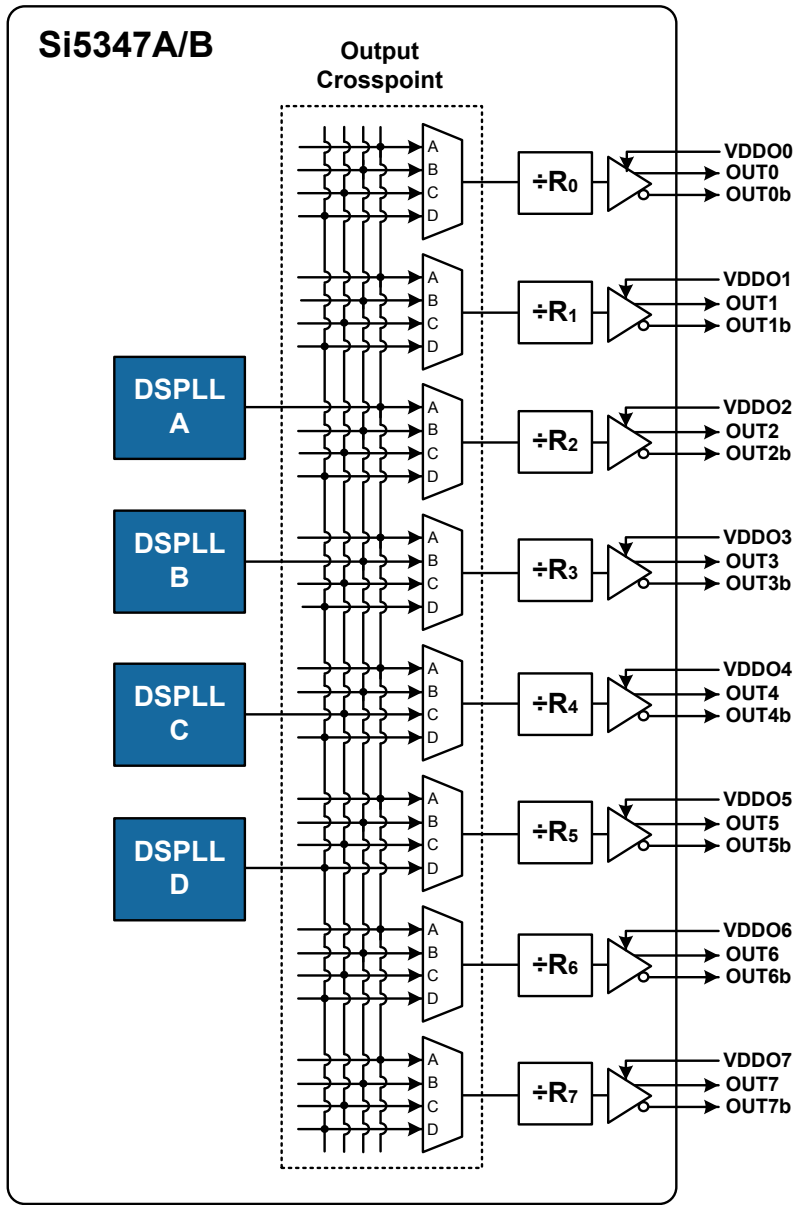 Si5347A/B
Output
Crosspoint
A
B
C
D
÷R0
VDDO0
OUT0
OUT0b
A
B
C
D
÷R1
VDDO1
OUT1
OUT1b
DSPLL
A
A
B
C
D
÷R2
VDDO2
OUT2
OUT2b
DSPLL
B
A
B
C
D
÷R3
VDDO3
OUT3
OUT3b
DSPLL
C
A
B
C
D
÷R4
VDDO4
OUT4
OUT4b
DSPLL
D
A
B
C
D
÷R5
VDDO5
OUT5
OUT5b
A
B
C
D
÷R6
VDDO6
OUT6
OUT6b
A
B
C
D
÷R7
VDDO7
OUT7
OUT7b